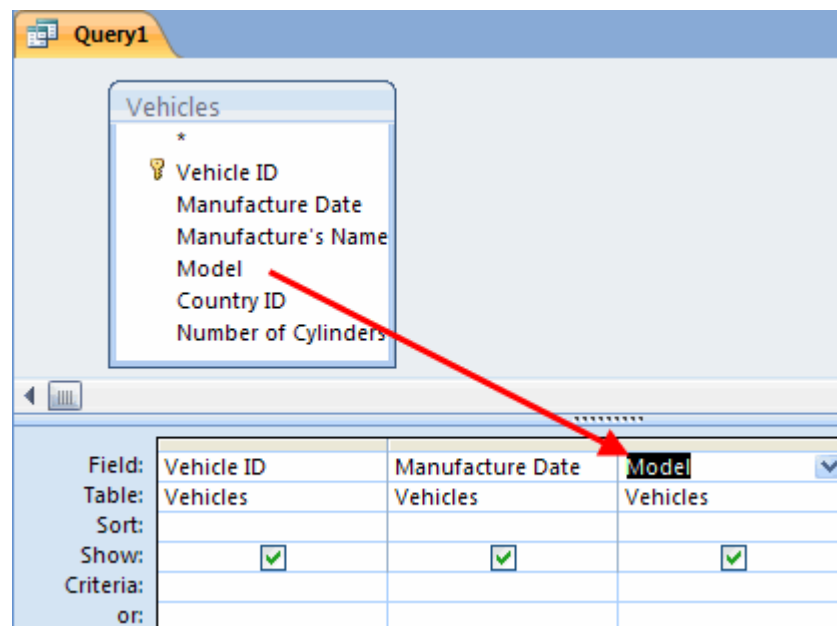 Query1
Vehicles
*
Vehicle ID
Manufacture Date
Manufacture's Name
Model
Country ID
Number of Cylinders
Field: Vehicle ID Manufacture Date Model
Table: Vehicles Vehicles Vehicles
Sort:
Show:
Criteria:
or: